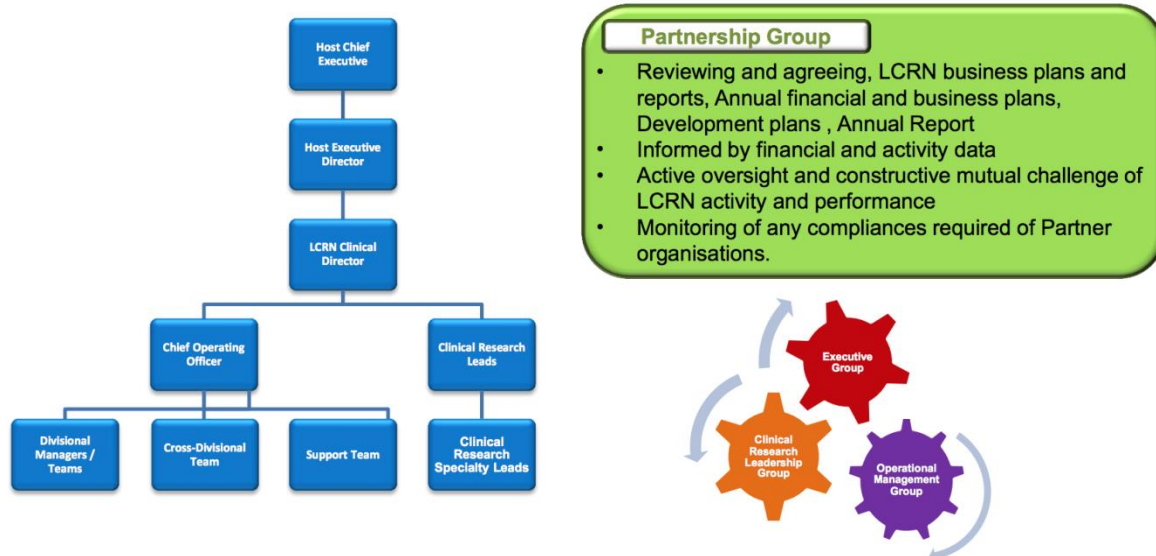 Host Chief
Executive
Host Executive
Director
LCRN Clinical
Director
Chief Operating
Officer
Clinical Research
Leads
Divisional
Managers /
Teams
Cross-Divisional
Team
Support Team
Clinical
Research
Specialty Leads
Partnership Group
• Reviewing and agreeing, LCRN business plans and
reports, Annual financial and business plans,
Development plans , Annual Report
• Informed by financial and activity data
• Active oversight and constructive mutual challenge of
LCRN activity and performance
• Monitoring of any compliances required of Partner
organisations.
Executive
Group
Clinical
Research
Leadership
Group
Operational
Management
Group